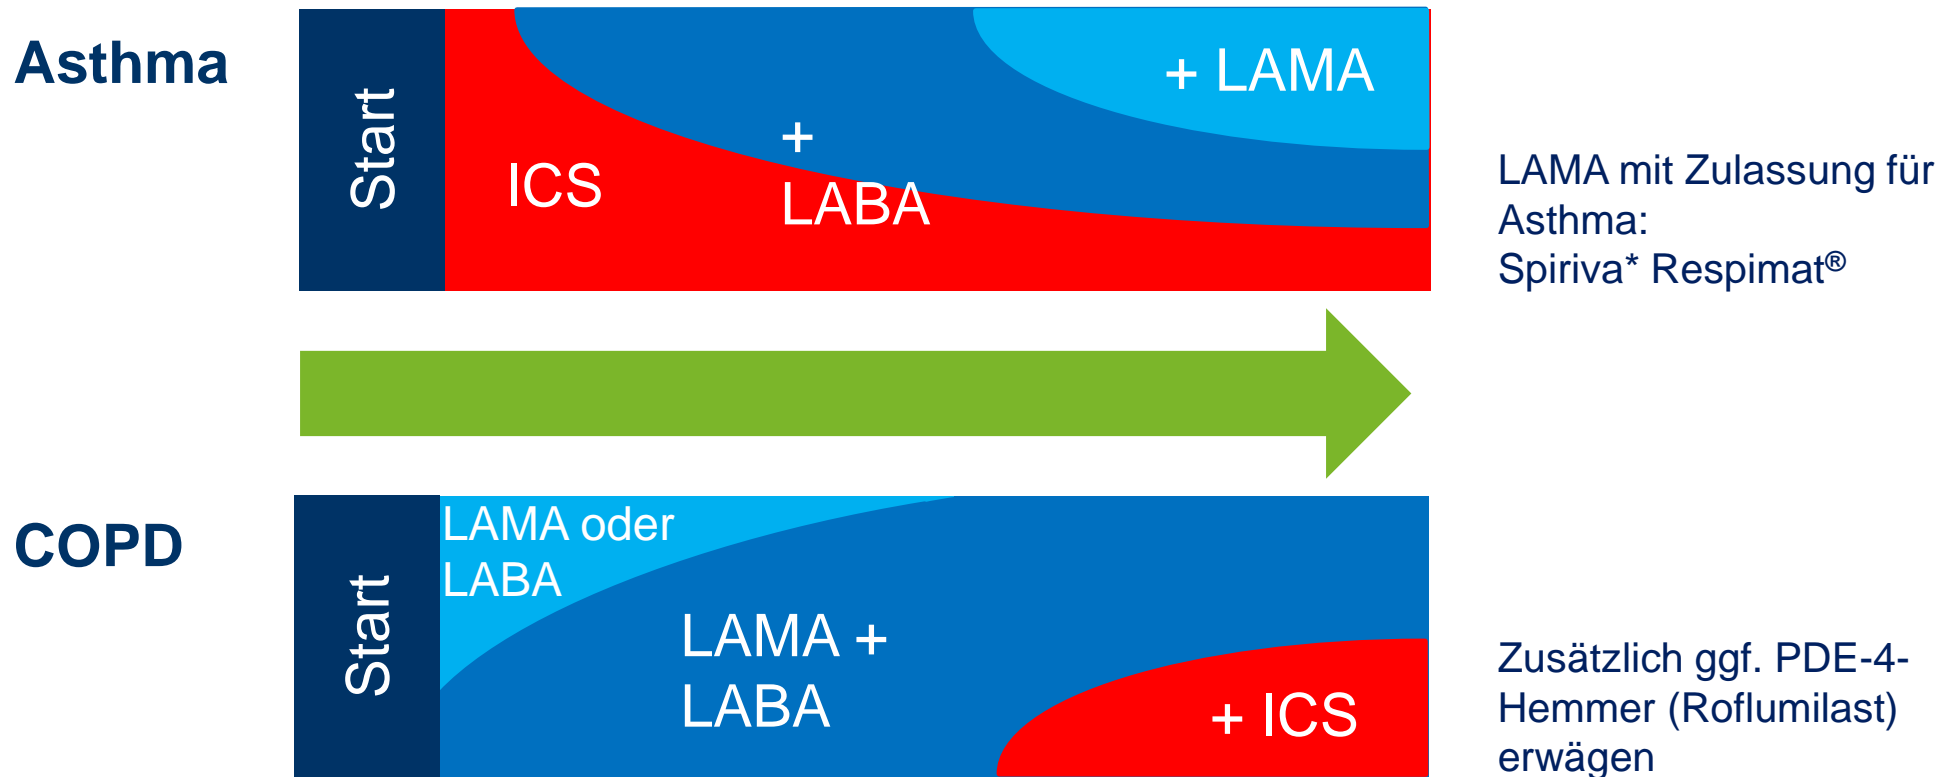 Asthma
Start
ICS
+
LABA
+ LAMA
LAMA mit Zulassung für
Asthma:
Spiriva* Respimat®
COPD
Start
LAMA oder
LABA
LAMA +
LABA
+ ICS
Zusätzlich ggf. PDE-4-
Hemmer (Roflumilast)
erwägen